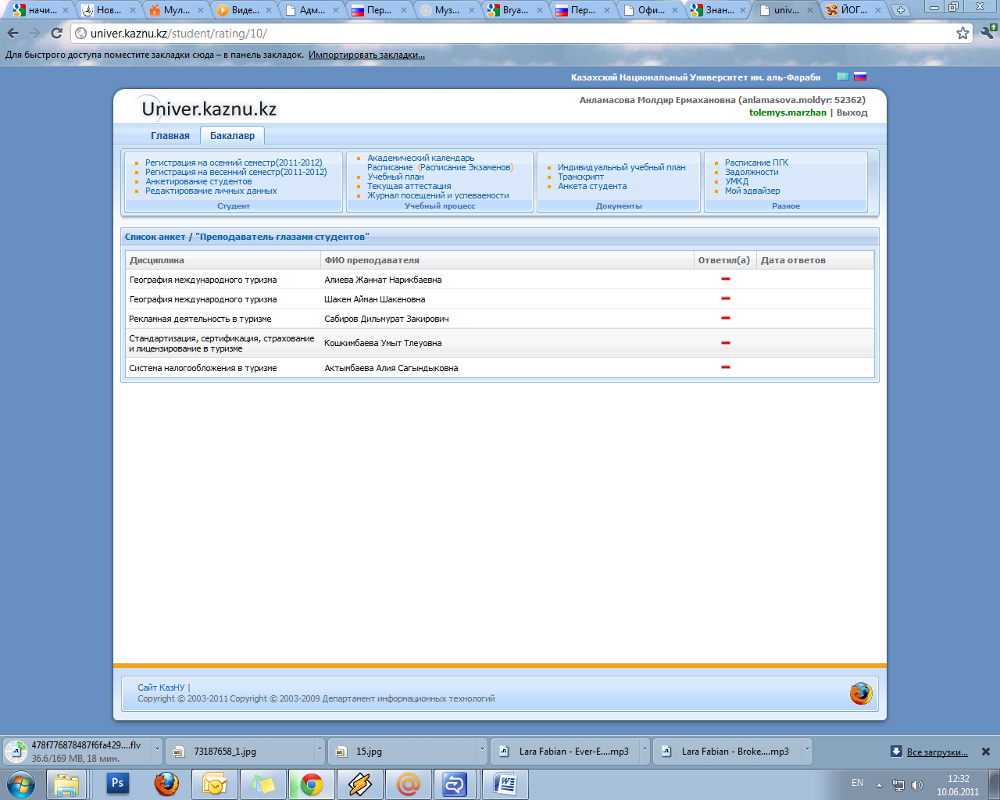 начи...
Нов...
Мул...
Виде...
Адм...
Пер...
Муз...
Brya...
Пер...
Офи...
Знан...
univ...
ЙОГ...
univer.kaznu.kz/student/rating/10/
Для быстрого доступа поместите закладки сюда – в панель закладок. Импортировать закладки...
Казахский Национальный Университет им. аль-Фараби
Univer.kaznu.kz
Анламасова Молдир Ермахановна (anlamasova.moldyr: 52362)
tolemys.marzhan | Выход
Главная
Бакалавр
Регистрация на осенний семестр(2011-2012)
Регистрация на весенний семестр(2011-2012)
Анкетирование студентов
Редактирование личных данных
Студент
Академический календарь
Расписание (Расписание Экзаменов)
Учебный план
Текущая аттестация
Журнал посещений и успеваемости
Учебный процесс
Индивидуальный учебный план
Транскрипт
Анкета студента
Документы
Расписание ПГК
Задолжности
УМКД
Мой эдвайзер
Разное
Список анкет / "Преподаватель глазами студентов"
Дисциплина ФИО преподавателя Ответил(а) Дата ответов
География международного туризма Алиева Жаннат Нарикбаевна
География международного туризма Шакен Айман Шакеновна
Рекламная деятельность в туризме Сабиров Дильмурат Закирович
Стандартизация, сертификация, страхование
и лицензирование в туризме Кошкимбаева Умыт Тлеуовна
Система налогообложения в туризме Актымбаева Алия Сагындыковна
Сайт КазНУ |
Copyright © 2003-2011 Copyright © 2003-2009 Департамент информационных технологий
478f776878487f6fa429....flv
36.6/169 МВ, 18 мин.
73187658_1.jpg
15.jpg
Lara Fabian - Ever-E....mp3
Lara Fabian - Broke....mp3
Все загрузки...
Ps
EN
12:32
10.06.2011